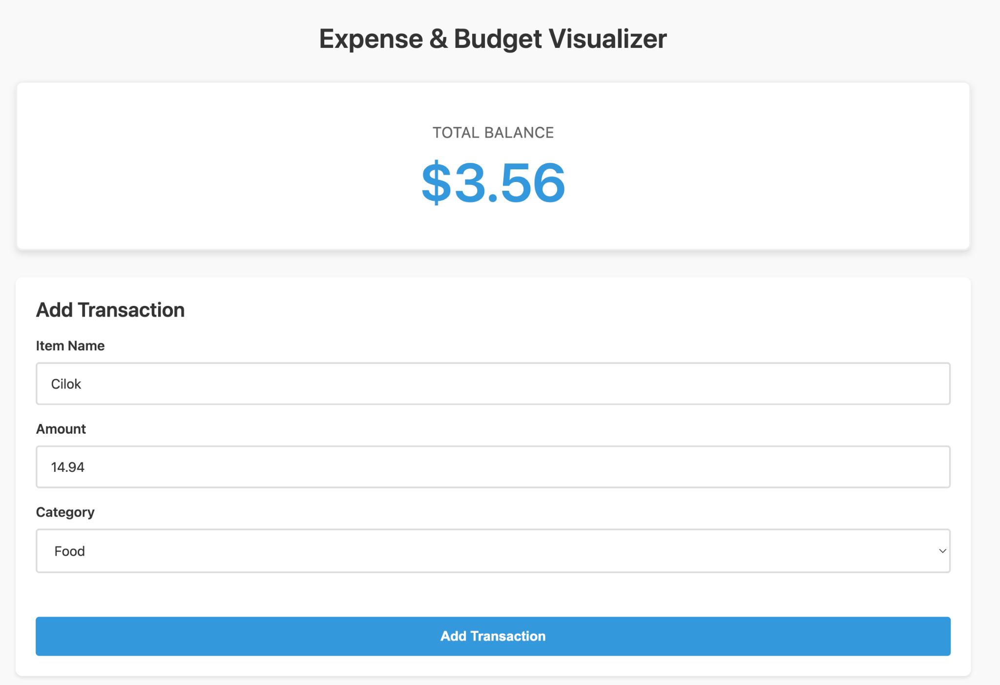 Expense & Budget Visualizer
TOTAL BALANCE
$3.56
Add Transaction
Item Name
Cilok
Amount
14.94
Category
Food
Add Transaction